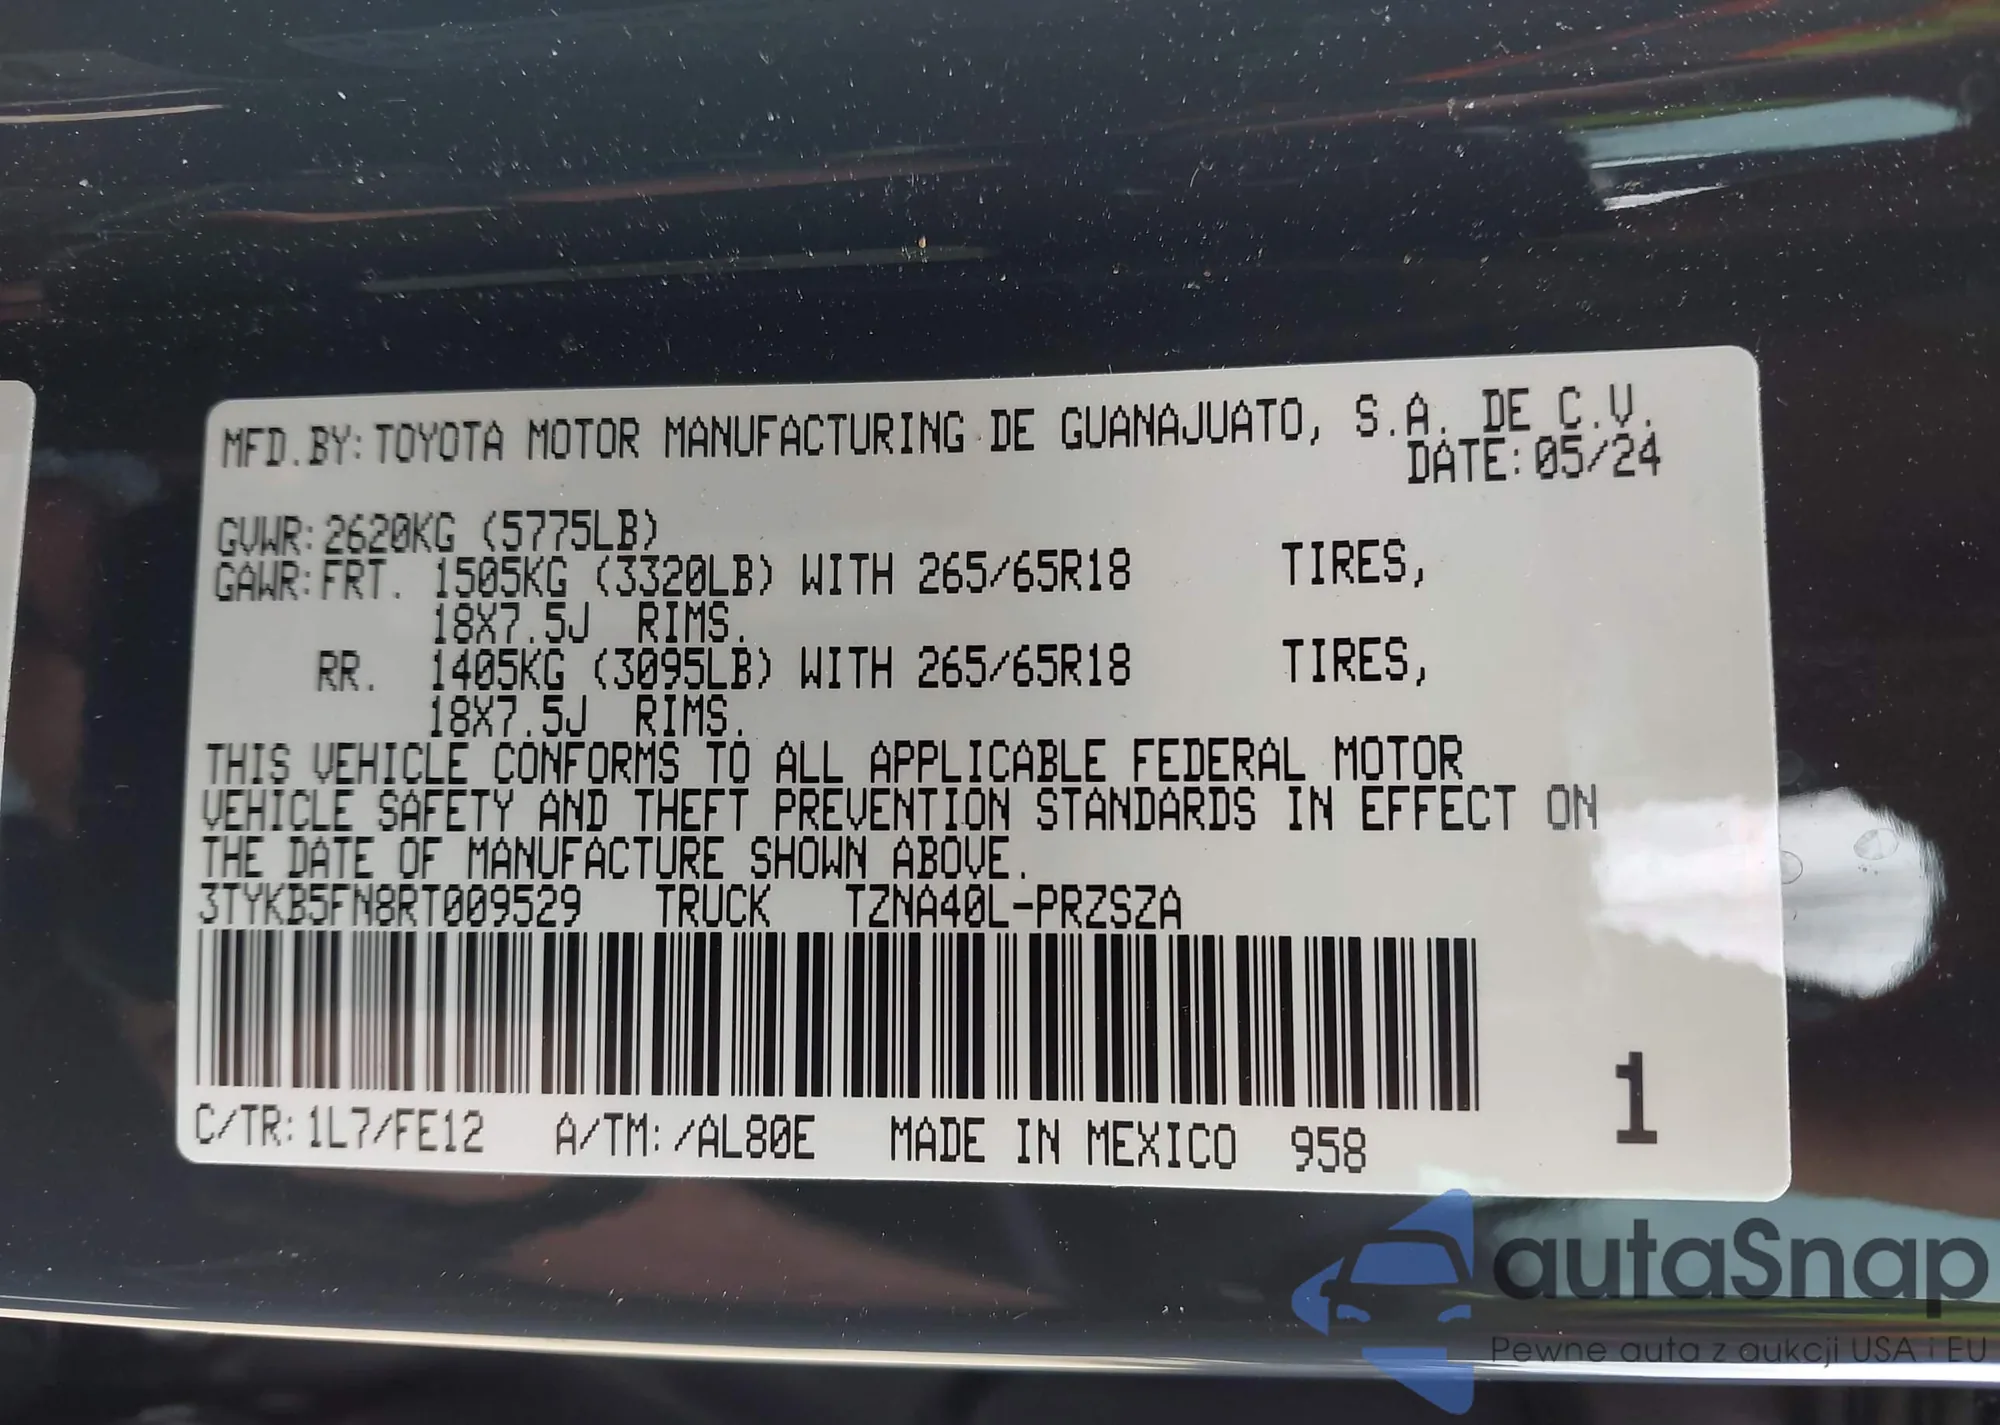 MFD.BY:TOYOTA MOTOR MANUFACTURING DE GUANAJUATO, S.A. DE C.V.
DATE:05/24
GVWR:2620KG (5775LB)
GAWR:FRT. 1505KG (3320LB) WITH 265/65R18 TIRES,
18X7.5J RIMS.
RR. 1405KG (3095LB) WITH 265/65R18 TIRES,
18X7.5J RIMS.
THIS VEHICLE CONFORMS TO ALL APPLICABLE FEDERAL MOTOR
VEHICLE SAFETY AND THEFT PREVENTION STANDARDS IN EFFECT ON
THE DATE OF MANUFACTURE SHOWN ABOVE.
3TYKB5FN8RT009529 TRUCK TZNA40L-PRZSZA
C/TR:1L7/FE12 A/TM:/AL80E MADE IN MEXICO 958
1
autaSnap
Pewne auta z aukcji USA i EU